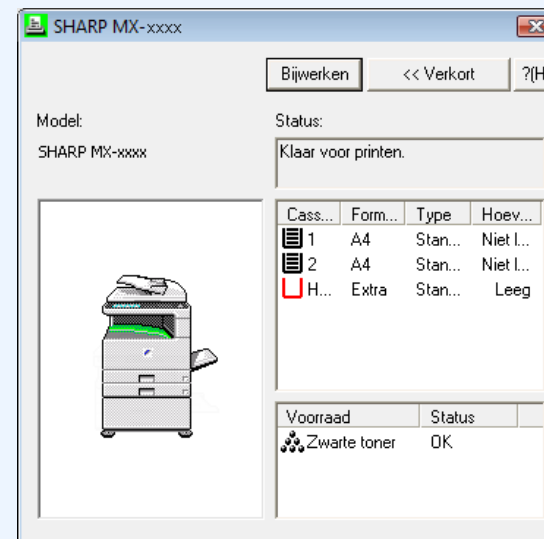 SHARP MX-xxxx
Bijwerken << Verkort ?(H
Model: Status:
SHARP MX-xxxx Klaar voor printen.
Cass... Form... Type Hoev...
1 A4 Stan... Niet l...
2 A4 Stan... Niet l...
H... Extra Stan... Leeg
Voorraad Status
Zwarte toner OK